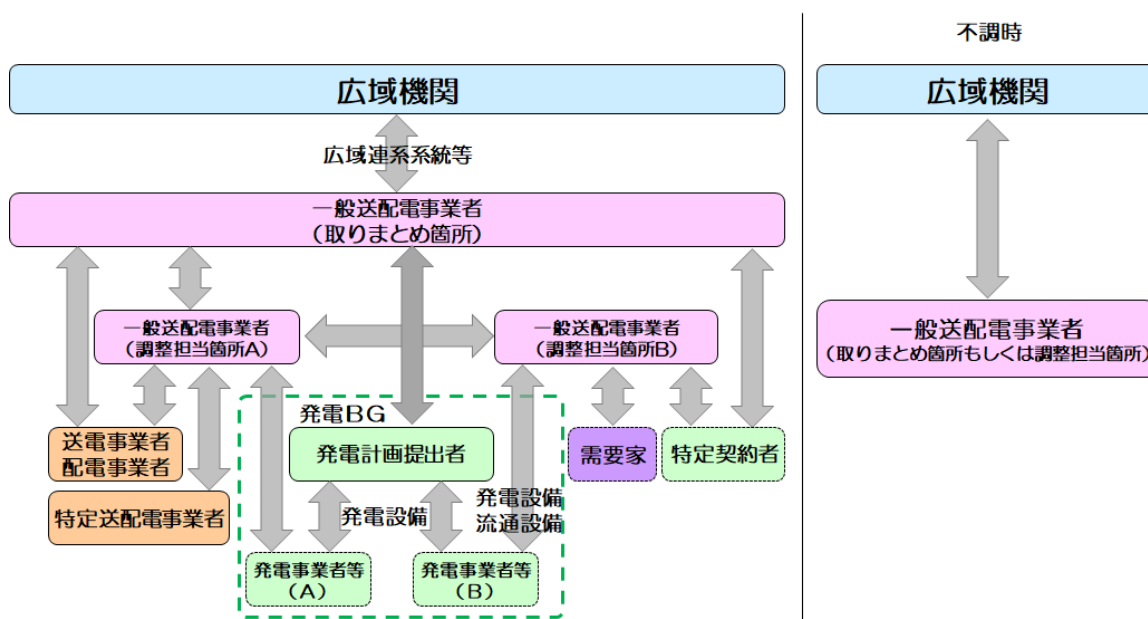 不調時
広域機関
広域機関
広域連系系統等
一般送配電事業者
（取りまとめ箇所）
一般送配電事業者
（調整担当箇所A）
一般送配電事業者
（調整担当箇所B）
一般送配電事業者
（取りまとめ箇所もしくは調整担当箇所）
発電BG
送電事業者
配電事業者
発電計画提出者
需要家
特定契約者
特定送配電事業者
発電設備
発電設備
流通設備
発電事業者等
（A）
発電事業者等
（B）